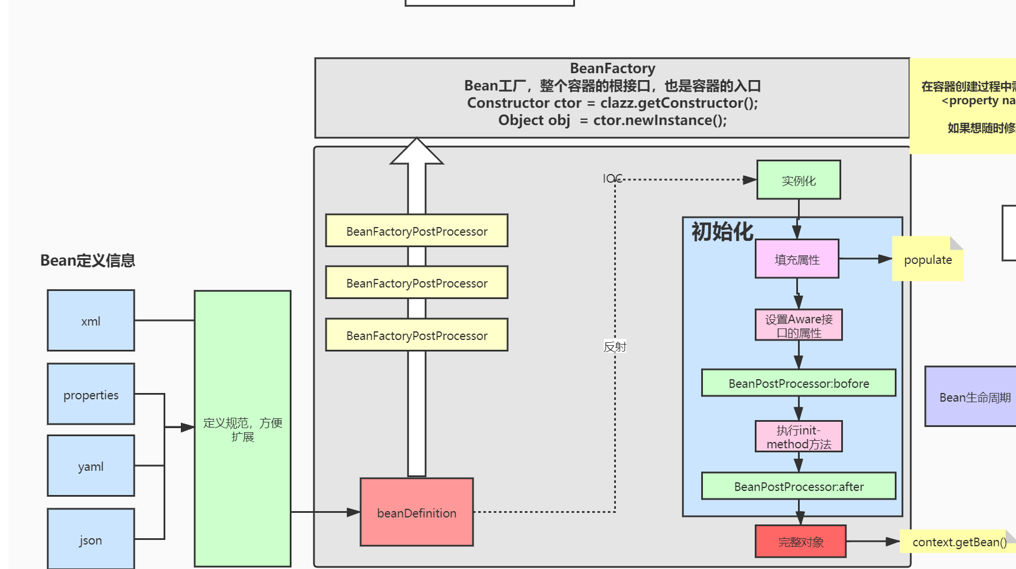 BeanFactory
Bean工厂，整个容器的根接口，也是容器的入口
Constructor ctor = clazz.getConstructor();
Object obj = ctor.newInstance();
在容器创建过程中需
<property na
如果想随时修
IOC
实例化
初始化
BeanFactoryPostProcessor
填充属性
populate
Bean定义信息
BeanFactoryPostProcessor
xml
设置Aware接
口的属性
BeanFactoryPostProcessor
反射
properties
BeanPostProcessor:bofore
Bean生命周期
定义规范，方便
扩展
执行init-
method方法
yaml
BeanPostProcessor:after
beanDefinition
json
完整对象
context.getBean()